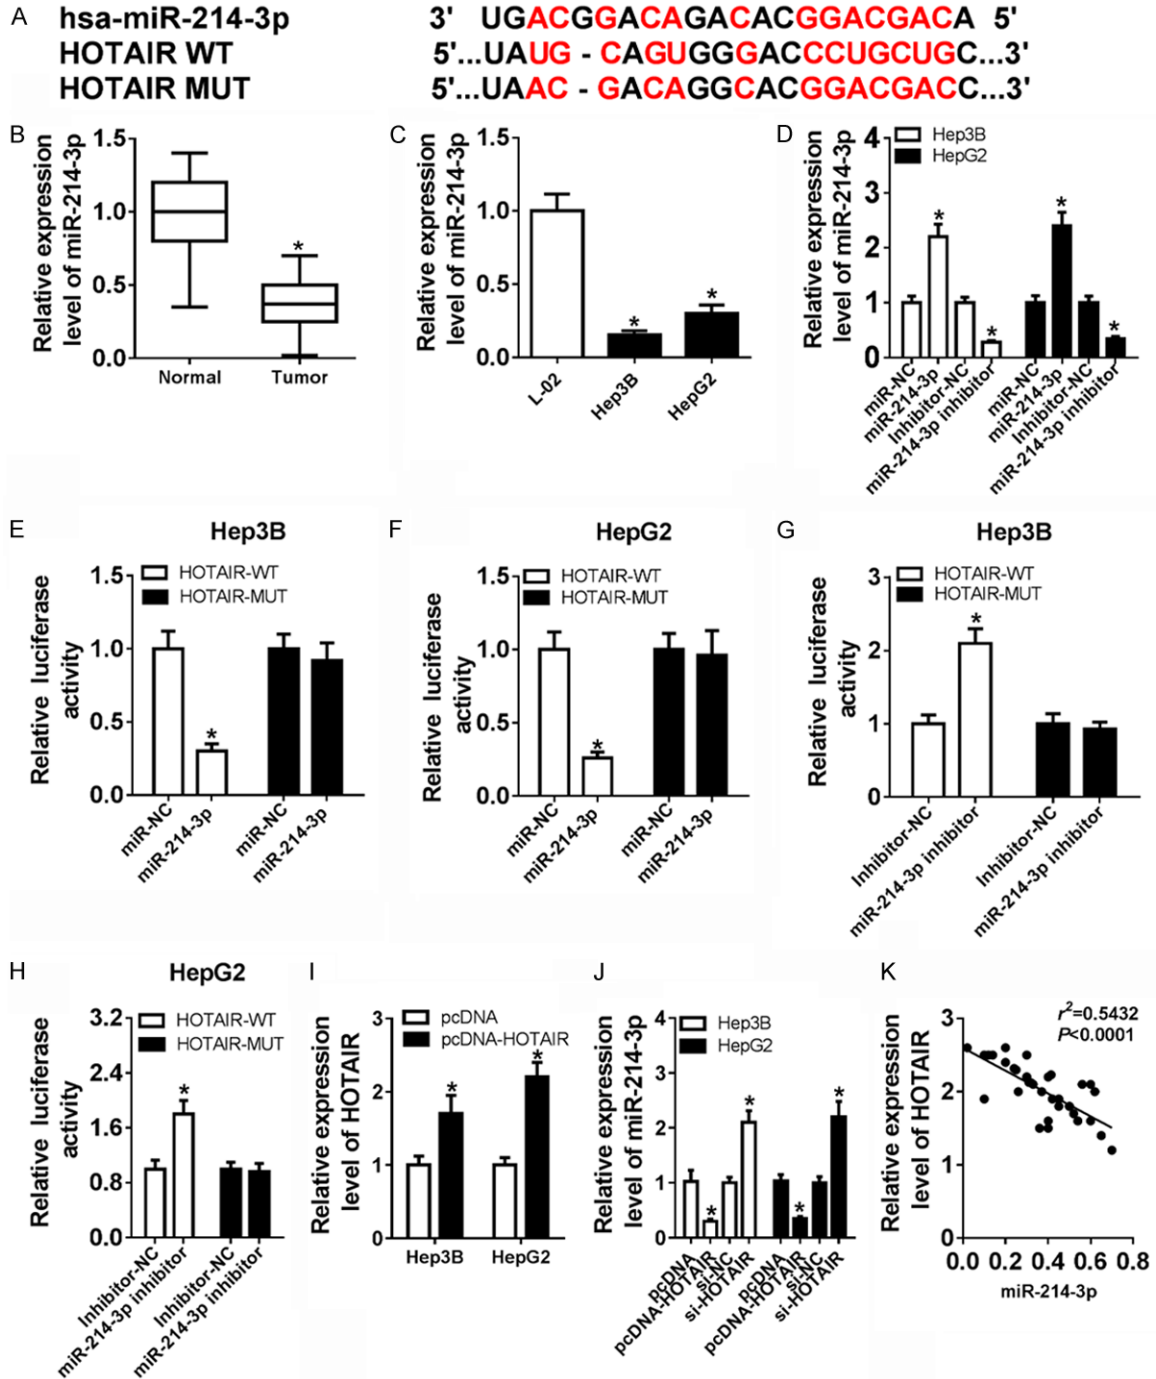 A
hsa-miR-214-3p 3' UGACGGACAGACACGGACGACA 5'
HOTAIR WT 5'...UAUG - CAGUGGGACCCUGCUGC...3'
HOTAIR MUT 5'...UAAC - GACAGGCACGGACGACC...3'
B
Relative expression
level of miR-214-3p
1.5
1.0
0.5
0.0
*
Normal Tumor
C
Relative expression
level of miR-214-3p
1.5
1.0
0.5
0.0
* *
L-02 Hep3B HepG2
D
Relative expression
level of miR-214-3p
4
3
2
1
0
Hep3B
HepG2
* * * *
miR-NC miR-214-3p Inhibitor-NC miR-214-3p inhibitor miR-NC miR-214-3p Inhibitor-NC miR-214-3p inhibitor
E
Hep3B
Relative luciferase
activity
1.5
1.0
0.5
0.0
HOTAIR-WT
HOTAIR-MUT
*
miR-NC miR-214-3p miR-NC miR-214-3p
F
HepG2
Relative luciferase
activity
1.5
1.0
0.5
0.0
HOTAIR-WT
HOTAIR-MUT
*
miR-NC miR-214-3p miR-NC miR-214-3p
G
Hep3B
Relative luciferase
activity
3
2
1
0
HOTAIR-WT
HOTAIR-MUT
*
Inhibitor-NC miR-214-3p inhibitor Inhibitor-NC miR-214-3p inhibitor
H
HepG2
Relative luciferase
activity
3.2
2.4
1.6
0.8
0.0
HOTAIR-WT
HOTAIR-MUT
*
Inhibitor-NC miR-214-3p inhibitor Inhibitor-NC miR-214-3p inhibitor
I
Relative expression
level of HOTAIR
3
2
1
0
pcDNA
pcDNA-HOTAIR
* *
Hep3B HepG2
J
Relative expression
level of miR-214-3p
4
3
2
1
0
Hep3B
HepG2
* * * *
pcDNA pcDNA-HOTAIR si-NC si-HOTAIR pcDNA pcDNA-HOTAIR si-NC si-HOTAIR
K
Relative expression
level of HOTAIR
3
2
1
0
r²=0.5432
P<0.0001
0.0 0.2 0.4 0.6 0.8
miR-214-3p